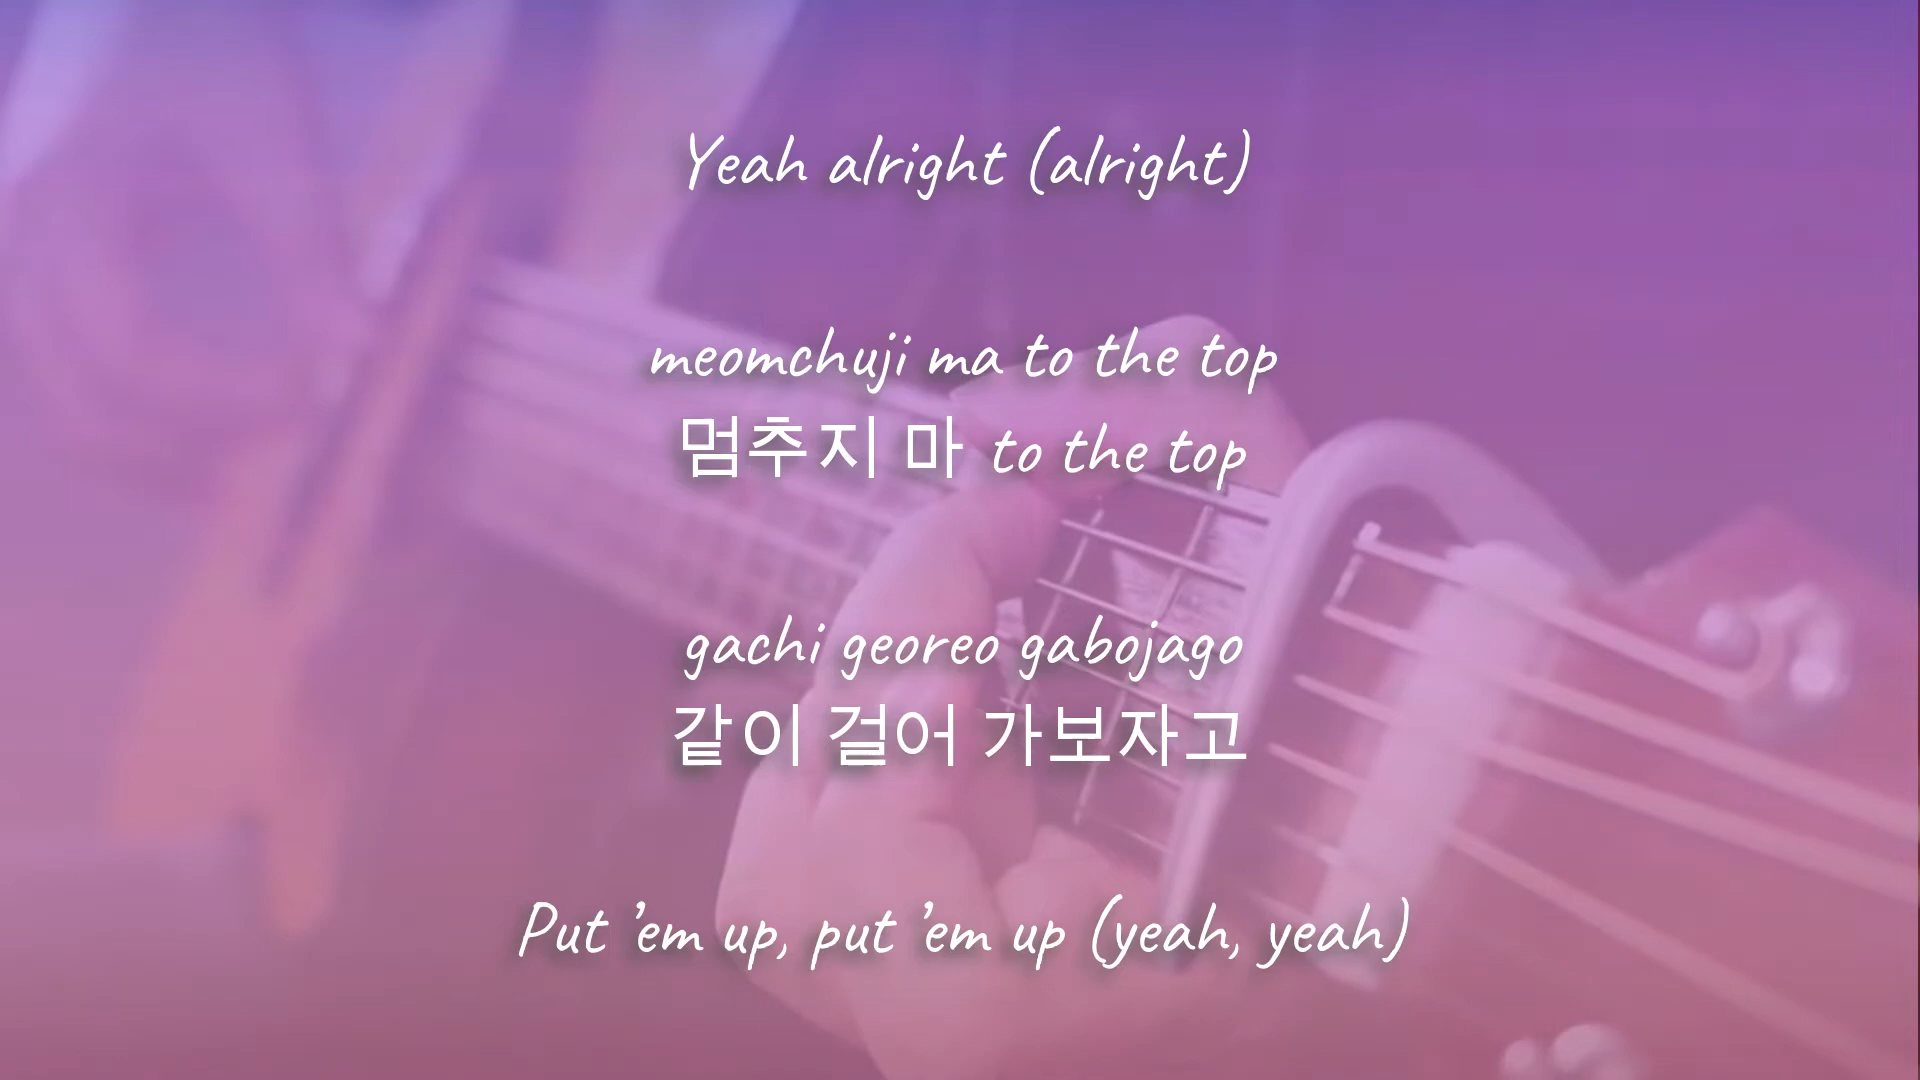 Yeah alright (alright)
meomchuji ma to the top
멈추지 마 to the top
gachi georeo gabojago
같이 걸어 가보자고
Put ’em up, put ’em up (yeah, yeah)